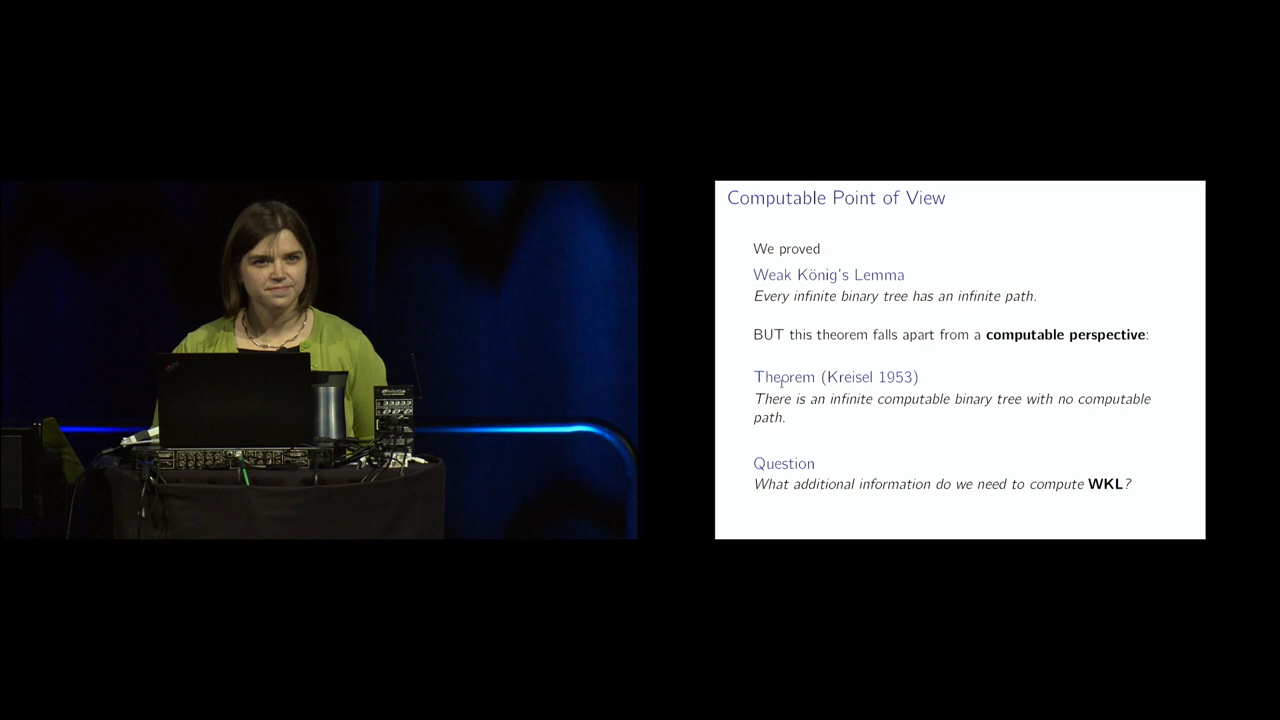 Computable Point of View
We proved
Weak König's Lemma
Every infinite binary tree has an infinite path.
BUT this theorem falls apart from a computable perspective:
Theorem (Kreisel 1953)
There is an infinite computable binary tree with no computable
path.
Question
What additional information do we need to compute WKL?